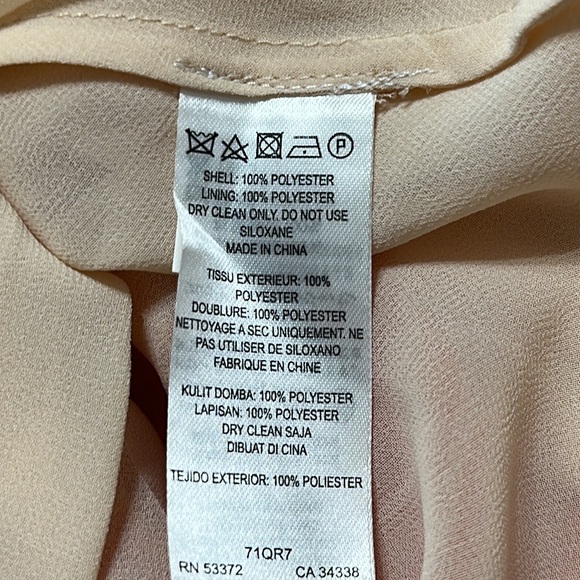 P
SHELL: 100% POLYESTER
LINING: 100% POLYESTER
DRY CLEAN ONLY. DO NOT USE
SILOXANE
MADE IN CHINA
TISSU EXTERIEUR: 100%
POLYESTER
DOUBLURE: 100% POLYESTER
NETTOYAGE A SEC UNIQUEMENT. NE
PAS UTILISER DE SILOXANO
FABRIQUE EN CHINE
KULIT DOMBA: 100% POLYESTER
LAPISAN: 100% POLYESTER
DRY CLEAN SAJA
DIBUAT DI CINA
TEJIDO EXTERIOR: 100% POLIESTER
71QR7
RN 53372 CA 34338